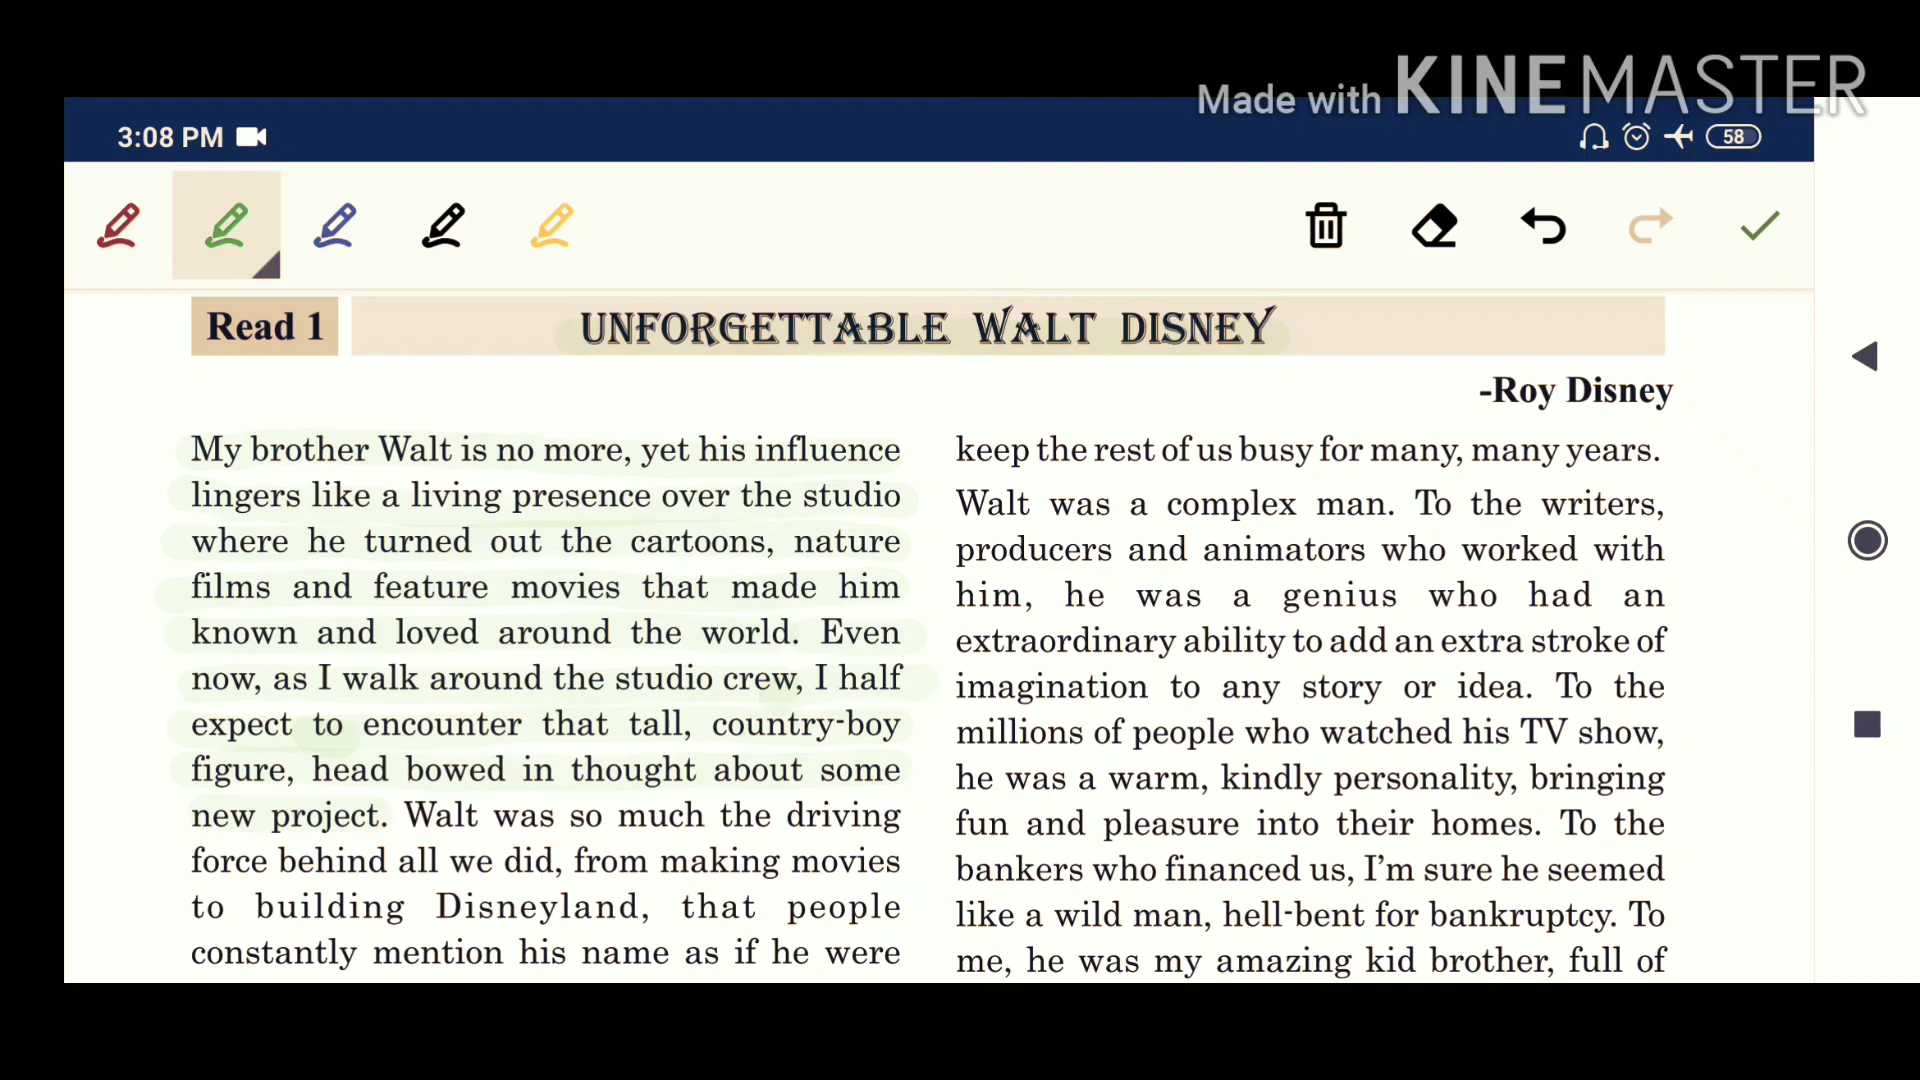 Made with KINEMASTER
3:08 PM
58
Read 1
UNFORGETTABLE WALT DISNEY
-Roy Disney
My brother Walt is no more, yet his influence
lingers like a living presence over the studio
where he turned out the cartoons, nature
films and feature movies that made him
known and loved around the world. Even
now, as I walk around the studio crew, I half
expect to encounter that tall, country-boy
figure, head bowed in thought about some
new project. Walt was so much the driving
force behind all we did, from making movies
to building Disneyland, that people
constantly mention his name as if he were
keep the rest of us busy for many, many years.
Walt was a complex man. To the writers,
producers and animators who worked with
him, he was a genius who had an
extraordinary ability to add an extra stroke of
imagination to any story or idea. To the
millions of people who watched his TV show,
he was a warm, kindly personality, bringing
fun and pleasure into their homes. To the
bankers who financed us, I'm sure he seemed
like a wild man, hell-bent for bankruptcy. To
me, he was my amazing kid brother, full of